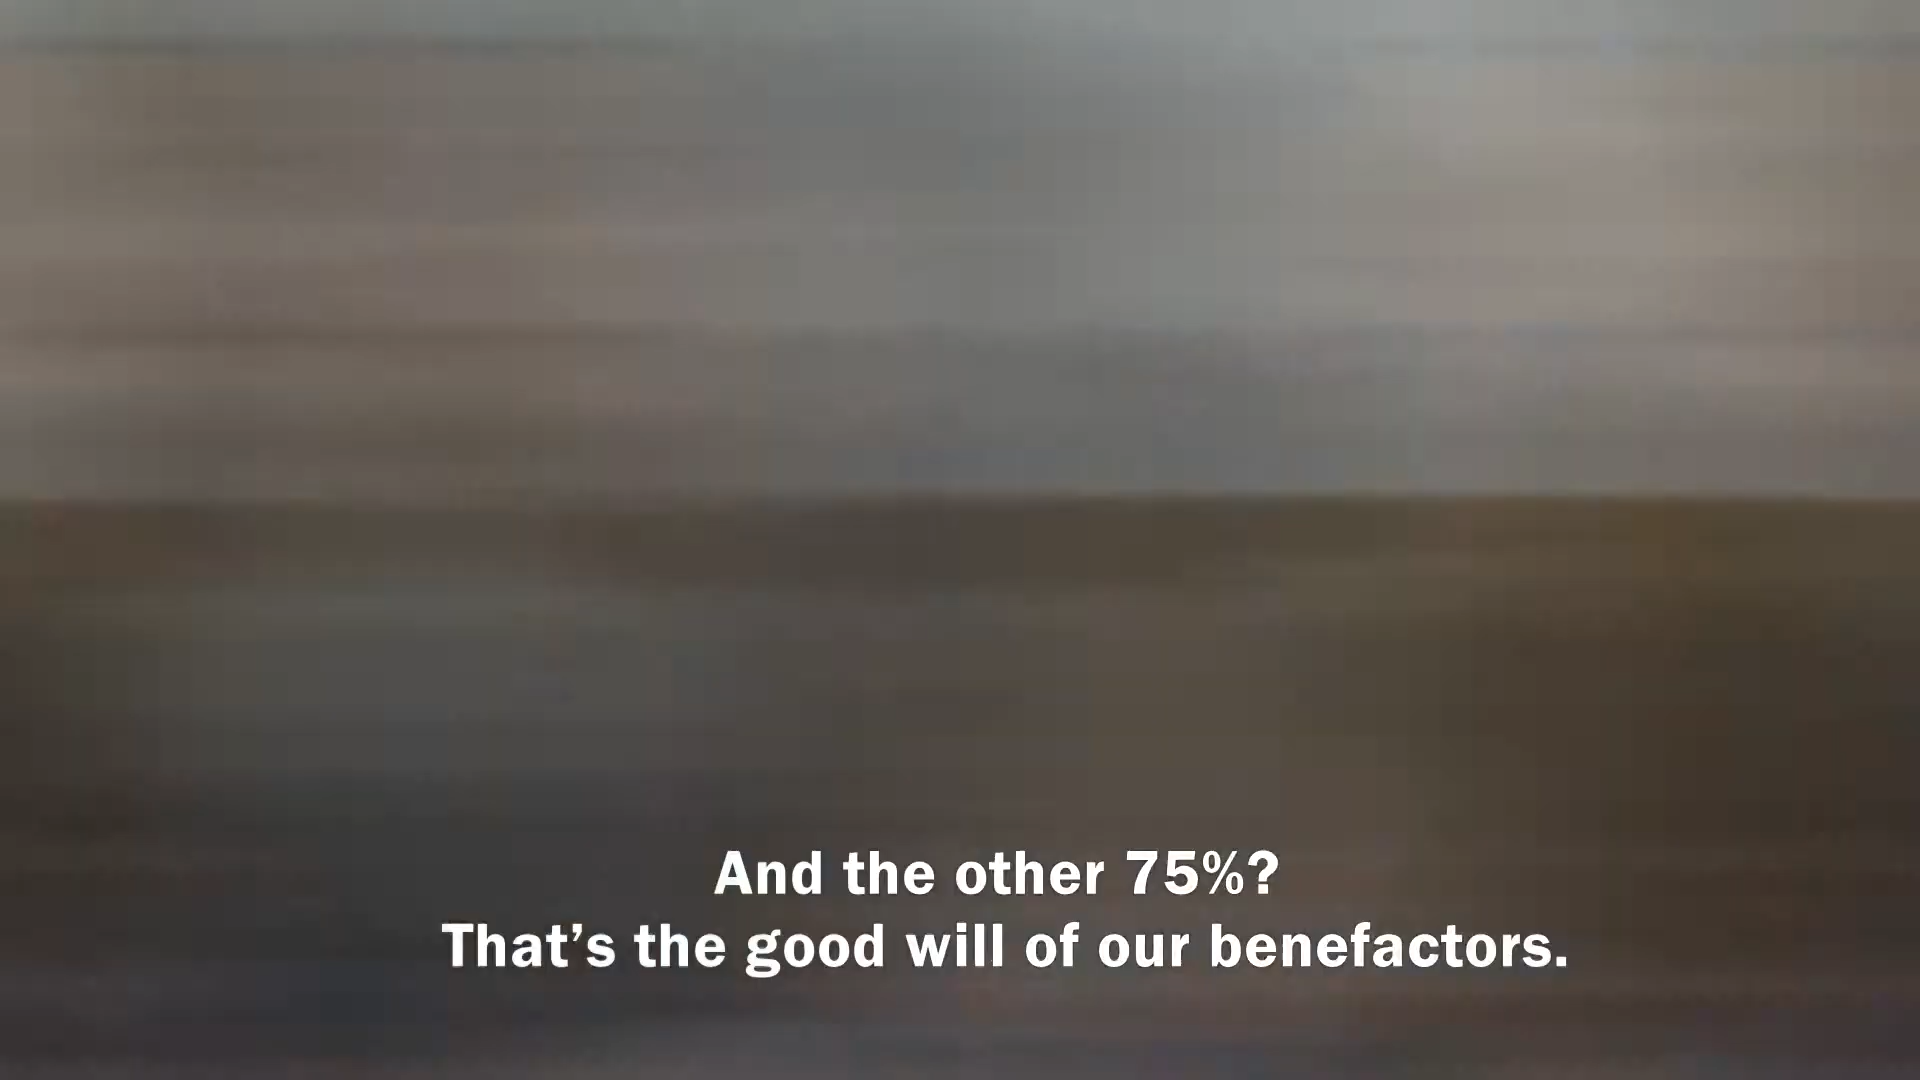 And the other 75%?
That’s the good will of our benefactors.